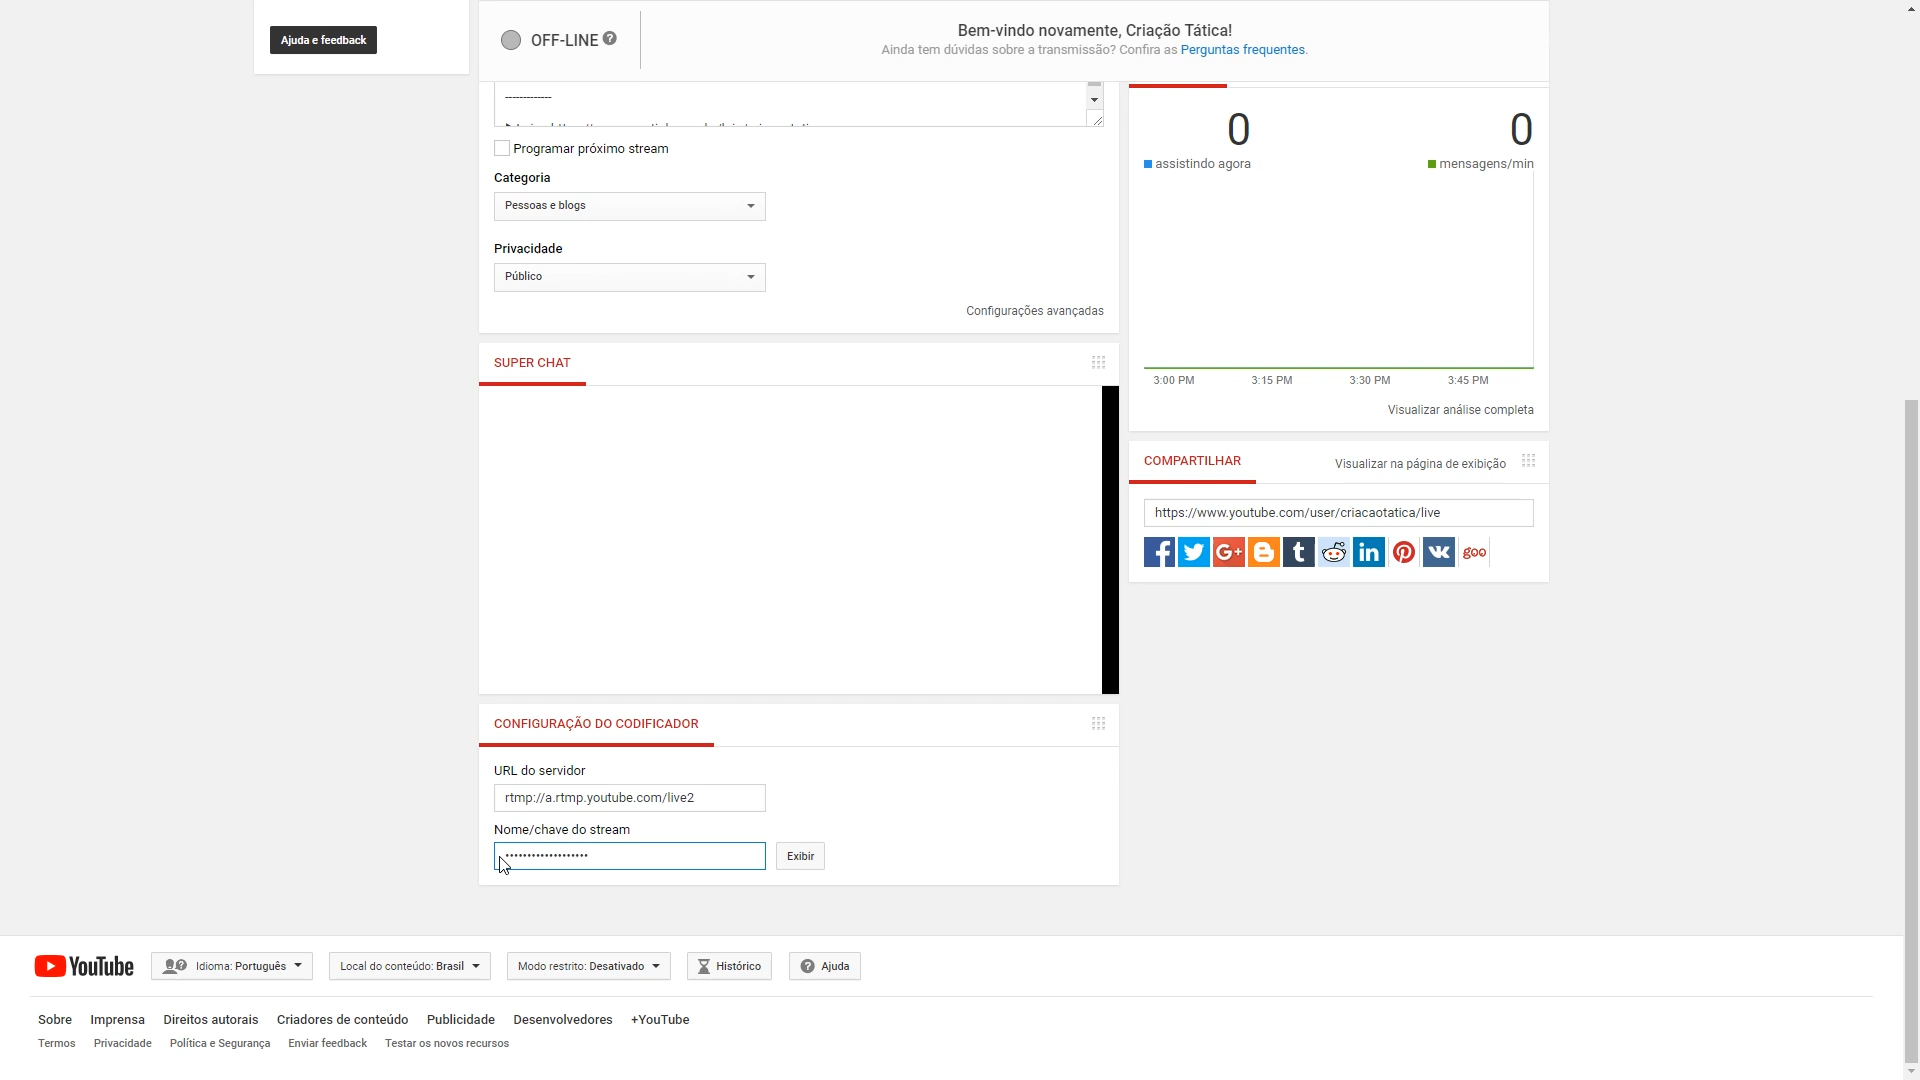 Ajuda e feedback
OFF-LINE
Bem-vindo novamente, Criação Tática!
Ainda tem dúvidas sobre a transmissão? Confira as Perguntas frequentes.
-------------
Programar próximo stream
Categoria
Pessoas e blogs
Privacidade
Público
Configurações avançadas
0
0
assistindo agora
mensagens/min
3:00 PM
3:15 PM
3:30 PM
3:45 PM
Visualizar análise completa
SUPER CHAT
COMPARTILHAR
Visualizar na página de exibição
https://www.youtube.com/user/criacaotatica/live
goo
CONFIGURAÇÃO DO CODIFICADOR
URL do servidor
rtmp://a.rtmp.youtube.com/live2
Nome/chave do stream
Exibir
YouTube
Idioma: Português
Local do conteúdo: Brasil
Modo restrito: Desativado
Histórico
Ajuda
Sobre Imprensa Direitos autorais Criadores de conteúdo Publicidade Desenvolvedores +YouTube
Termos Privacidade Política e Segurança Enviar feedback Testar os novos recursos